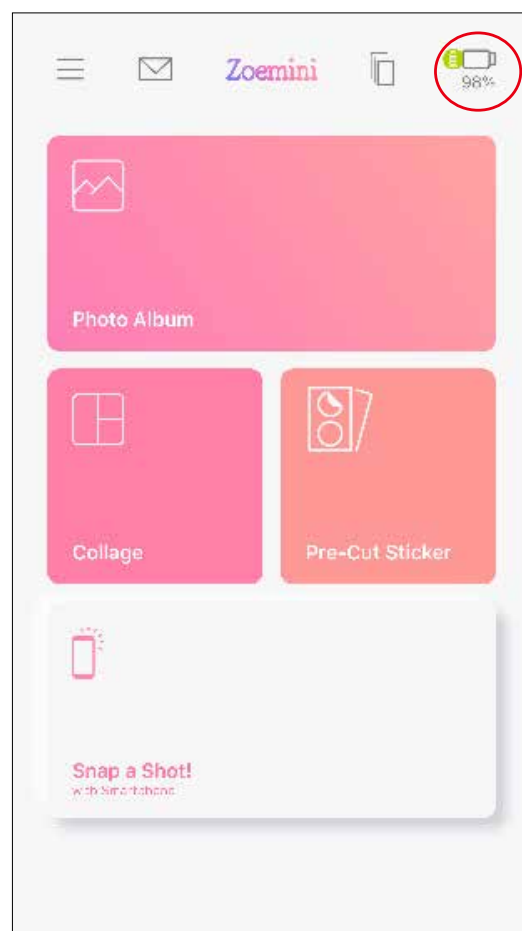 Zoemini
98%
Photo Album
Collage
Pre-Cut Sticker
Snap a Shot!
with Smartphone